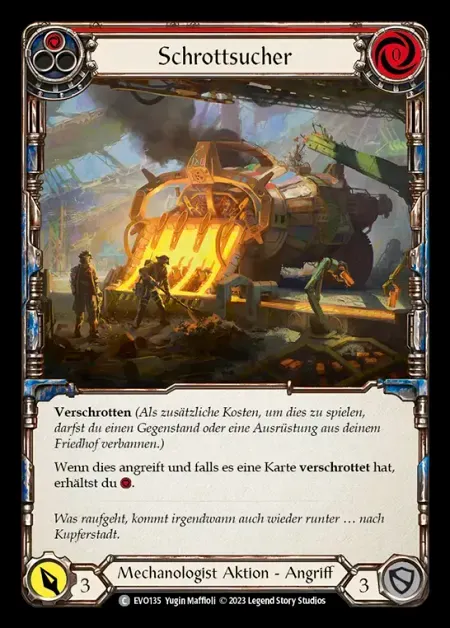 Schrottsucher
0
Verschrotten (Als zusätzliche Kosten, um dies zu spielen,
darfst du einen Gegenstand oder eine Ausrüstung aus deinem
Friedhof verbannen.)
Wenn dies angreift und falls es eine Karte verschrottet hat,
erhältst du .
Was raufgeht, kommt irgendwann auch wieder runter … nach
Kupferstadt.
3 Mechanologist Aktion - Angriff 3
C EVO135 Yugin Maffioli © 2023 Legend Story Studios